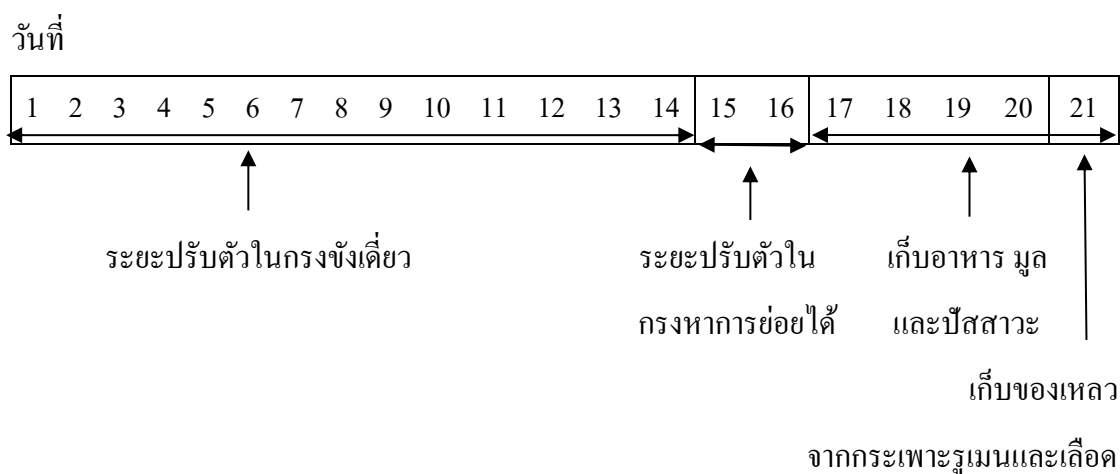 วันที่
1 2 3 4 5 6 7 8 9 10 11 12 13 14 15 16 17 18 19 20 21
ระยะปรับตัวในกรงขังเดี่ยว
ระยะปรับตัวใน
กรงหาการย่อยได้
เก็บอาหาร มูล
และปัสสาวะ
เก็บของเหลว
จากกระเพาะรูเมนและเลือด